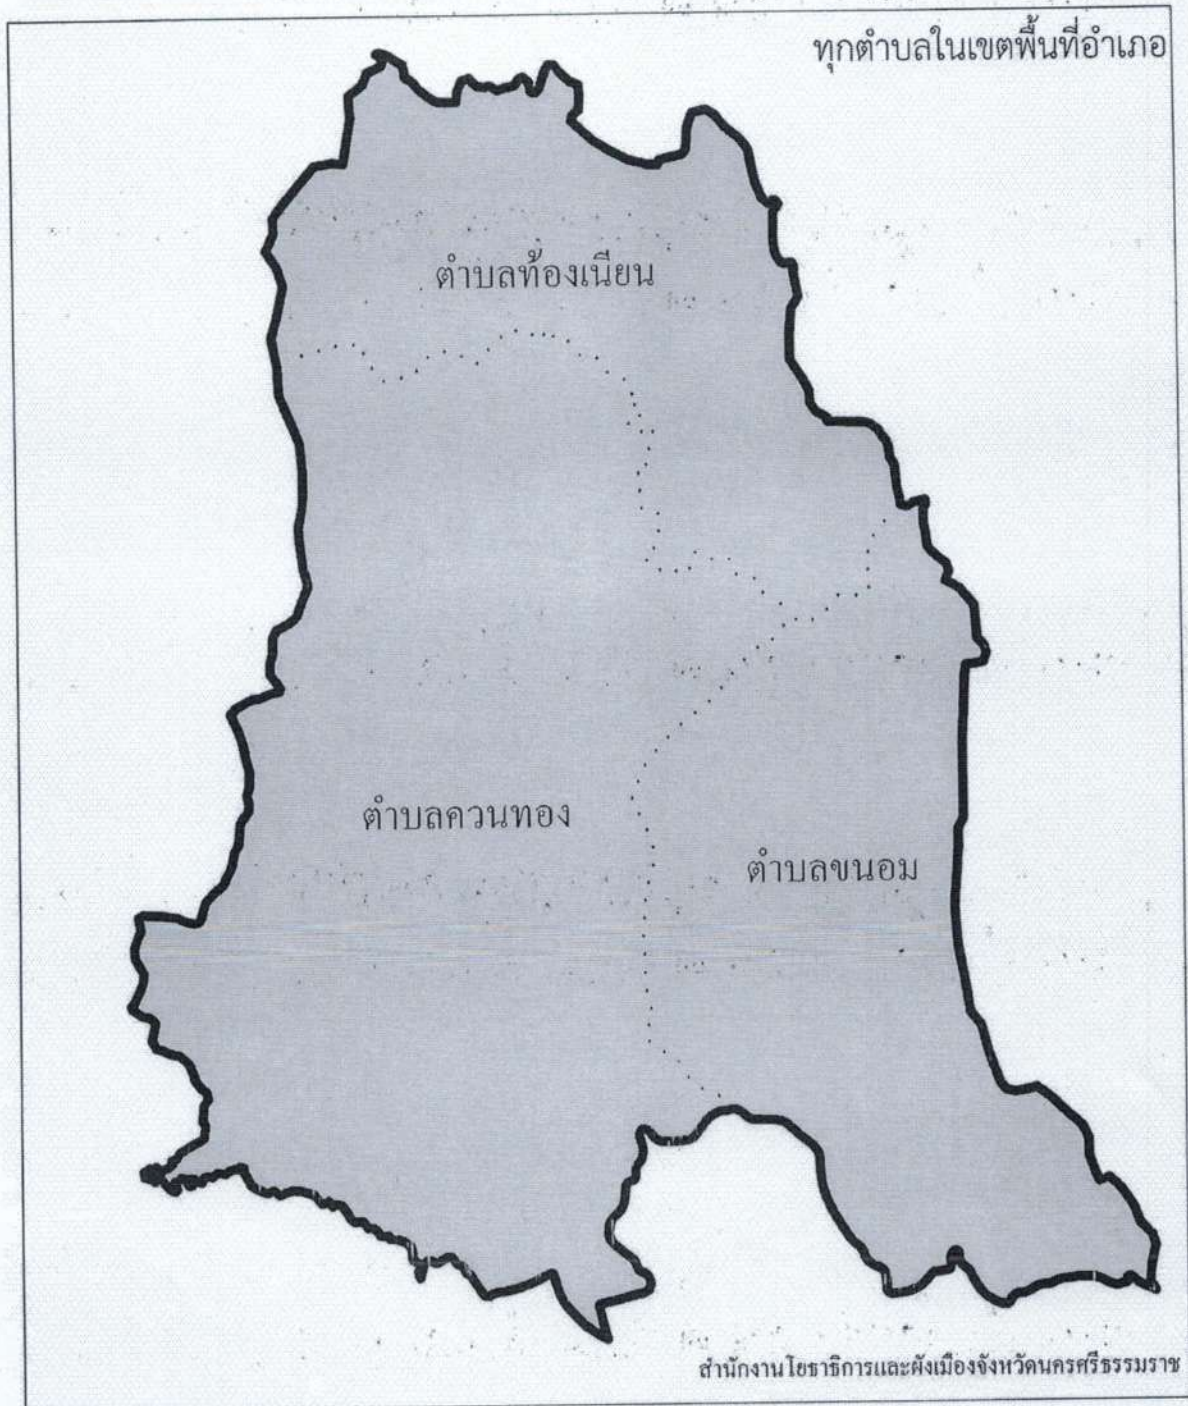 ทุกตำบลในเขตพื้นที่อำเภอ
ตำบลท้องเนียน
ตำบลควนทอง
ตำบลขนอม
สำนักงานโยธาธิการและผังเมืองจังหวัดนครศรีธรรมราช